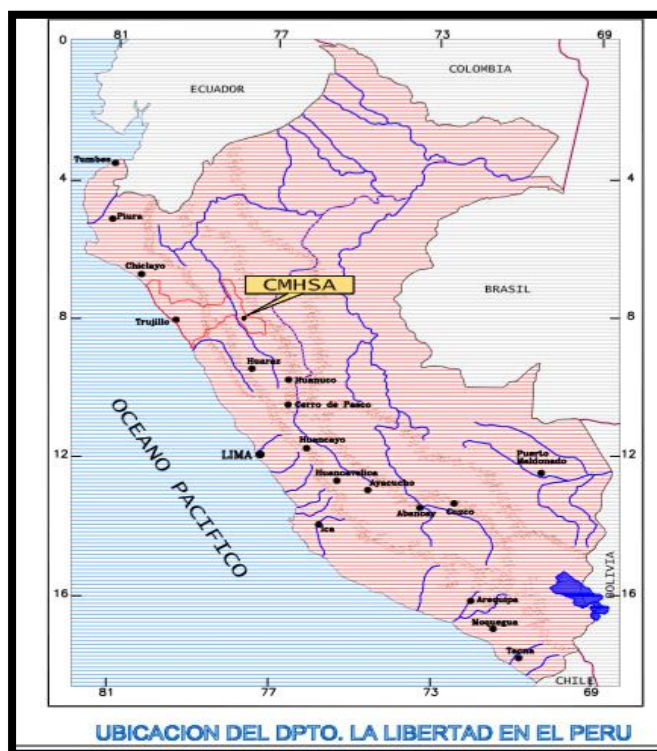 81 77 73 69
0
COLOMBIA
ECUADOR
Tumbes
4
4
Piura
Chiclayo
CMHSA
BRASIL
8
Trujillo
8
Huaraz
Huanuco
Cerro de Pasco
OCEANO PACIFICO
Huancayo
12
LIMA
Puerto
Maldonado
12
Huancavelica
Ayacucho
Abancay
Cuzco
Ica
BOLIVIA
16
Arequipa
16
Moquegua
Tacna
CHILE
81 77 73 69
UBICACION DEL DPTO. LA LIBERTAD EN EL PERU